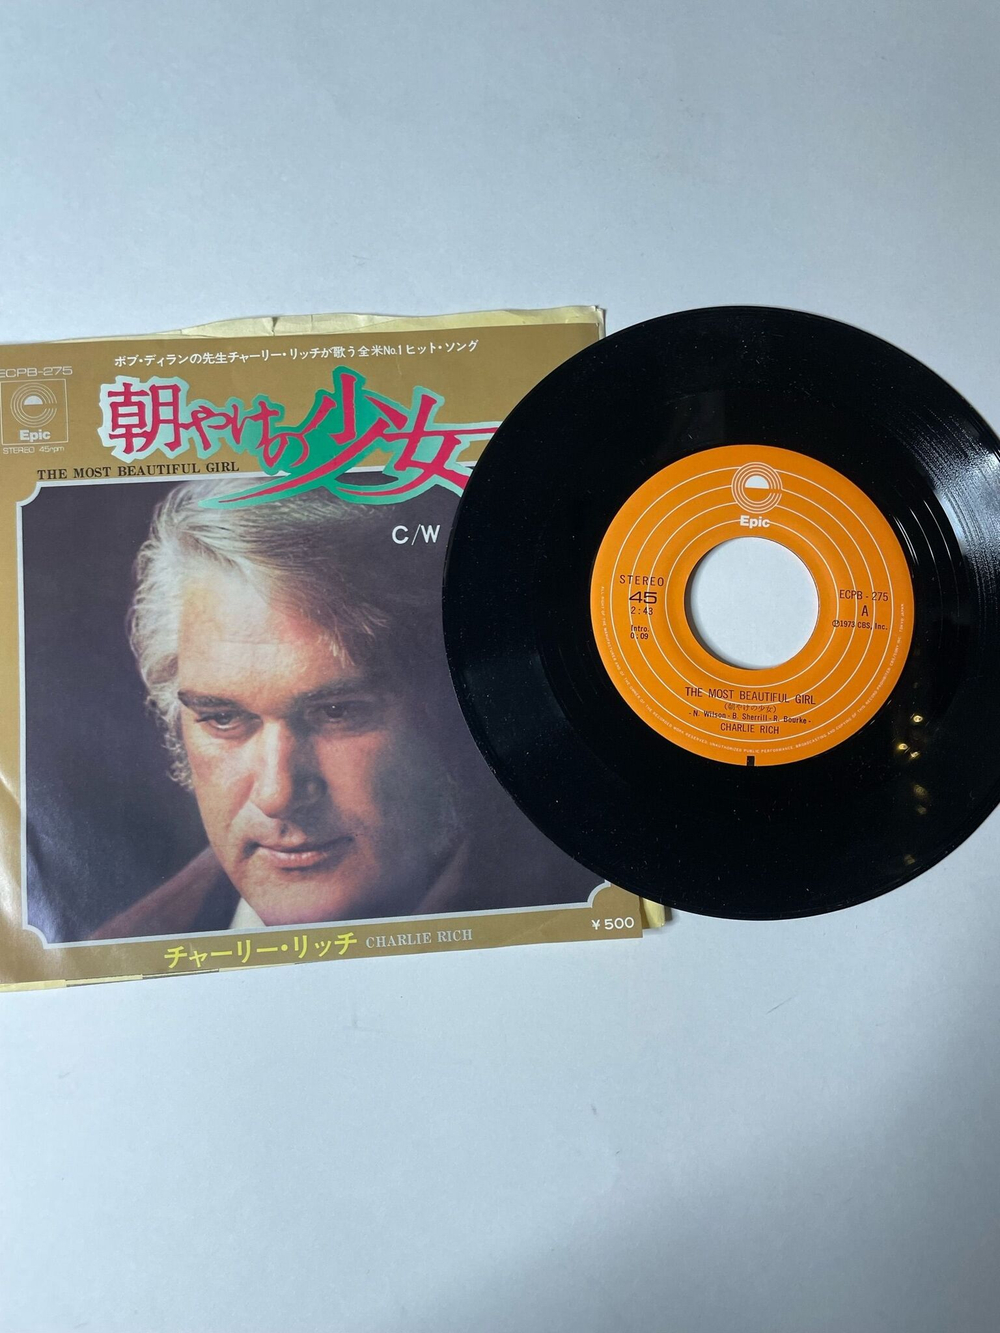 ボブ・ディランの先生チャーリー・リッチが歌う全米No.1ヒット・ソング
ECPB-275
Epic
STEREO 45rpm
朝やけの少女
THE MOST BEAUTIFUL GIRL
C/W
¥500
チャーリー・リッチ CHARLIE RICH
Epic
STEREO
45
2:43
Intro.
0:09
ECPB-275
A
Ⓟ1973 CBS, Inc.
THE MOST BEAUTIFUL GIRL
(朝やけの少女)
-N. Wilson-B. Sherrill-R. Bourke-
CHARLIE RICH